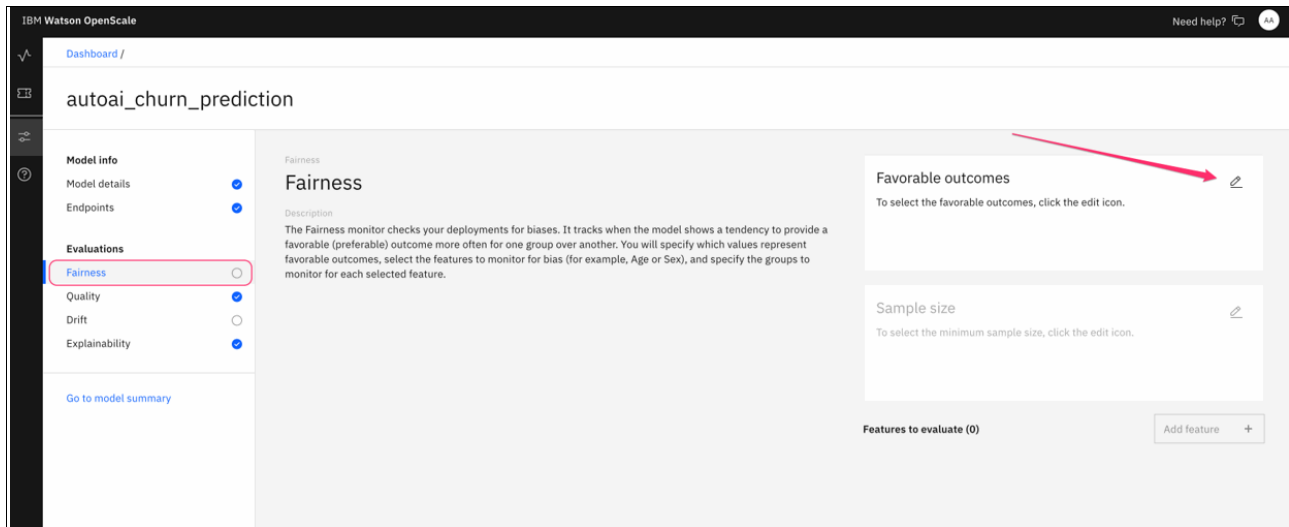 IBM Watson OpenScale
Need help?
AA
Dashboard /
autoai_churn_prediction
Model info
Model details
Endpoints
Evaluations
Fairness
Quality
Drift
Explainability
Go to model summary
Fairness
Fairness
Description
The Fairness monitor checks your deployments for biases. It tracks when the model shows a tendency to provide a
favorable (preferable) outcome more often for one group over another. You will specify which values represent
favorable outcomes, select the features to monitor for bias (for example, Age or Sex), and specify the groups to
monitor for each selected feature.
Favorable outcomes
To select the favorable outcomes, click the edit icon.
Sample size
To select the minimum sample size, click the edit icon.
Features to evaluate (0)
Add feature +